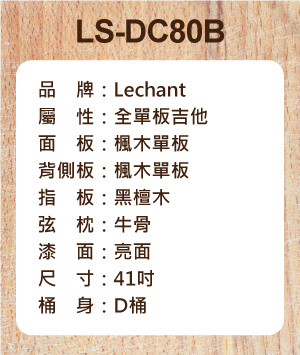 LS-DC80B
品　牌：Lechant
屬　性：全單板吉他
面　板：楓木單板
背側板：楓木單板
指　板：黑檀木
弦　枕：牛骨
漆　面：亮面
尺　寸：41吋
桶　身：D桶